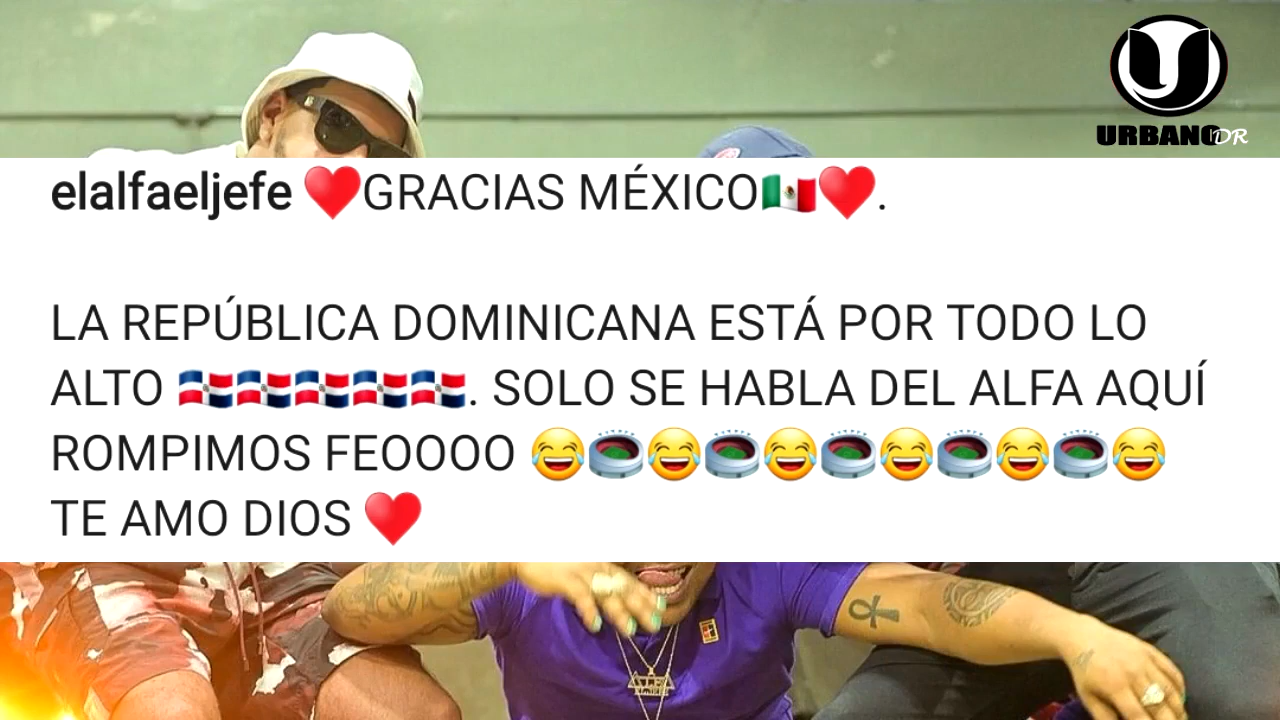 URBANO DR
elalfaeljefe ❤️GRACIAS MÉXICO🇲🇽❤️.
LA REPÚBLICA DOMINICANA ESTÁ POR TODO LO
ALTO 🇩🇴🇩🇴🇩🇴🇩🇴🇩🇴. SOLO SE HABLA DEL ALFA AQUÍ
ROMPIMOS FEOOOO 😂🏟️😂🏟️😂🏟️😂🏟️😂🏟️😂
TE AMO DIOS ❤️